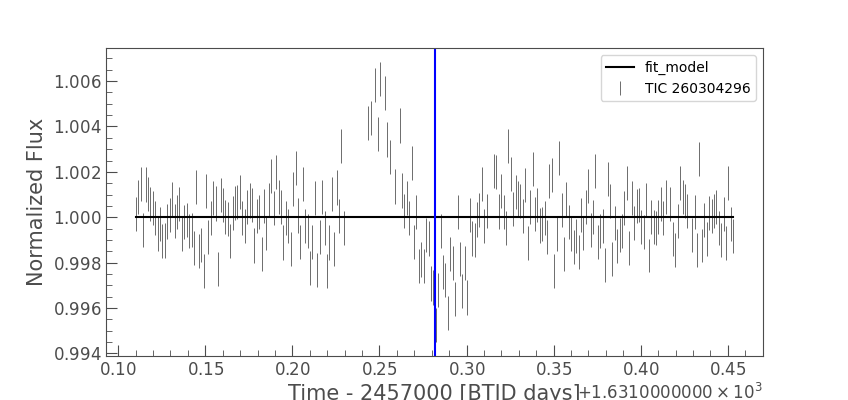 fit_model
TIC 260304296
Normalized Flux
1.006
1.004
1.002
1.000
0.998
0.996
0.994
0.10 0.15 0.20 0.25 0.30 0.35 0.40 0.45
Time - 2457000 [BTJD days]
+1.6310000000 × 10³